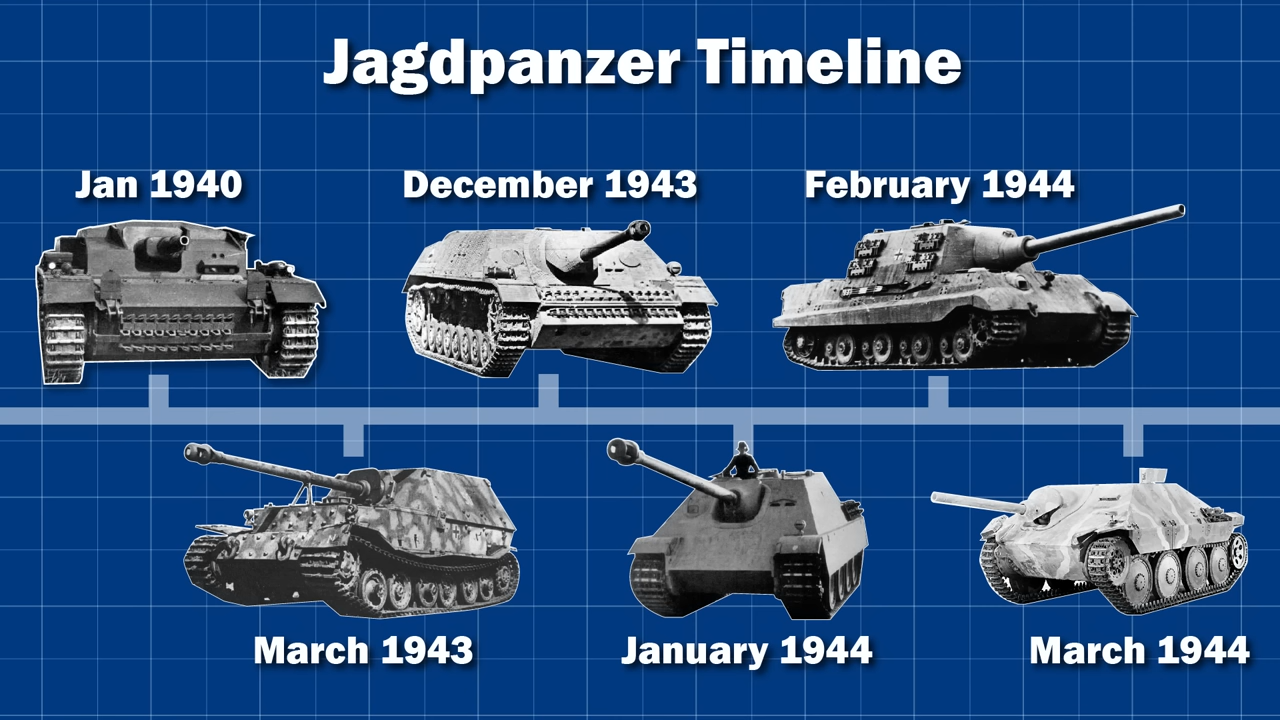 Jagdpanzer Timeline
Jan 1940
December 1943
February 1944
March 1943
January 1944
March 1944